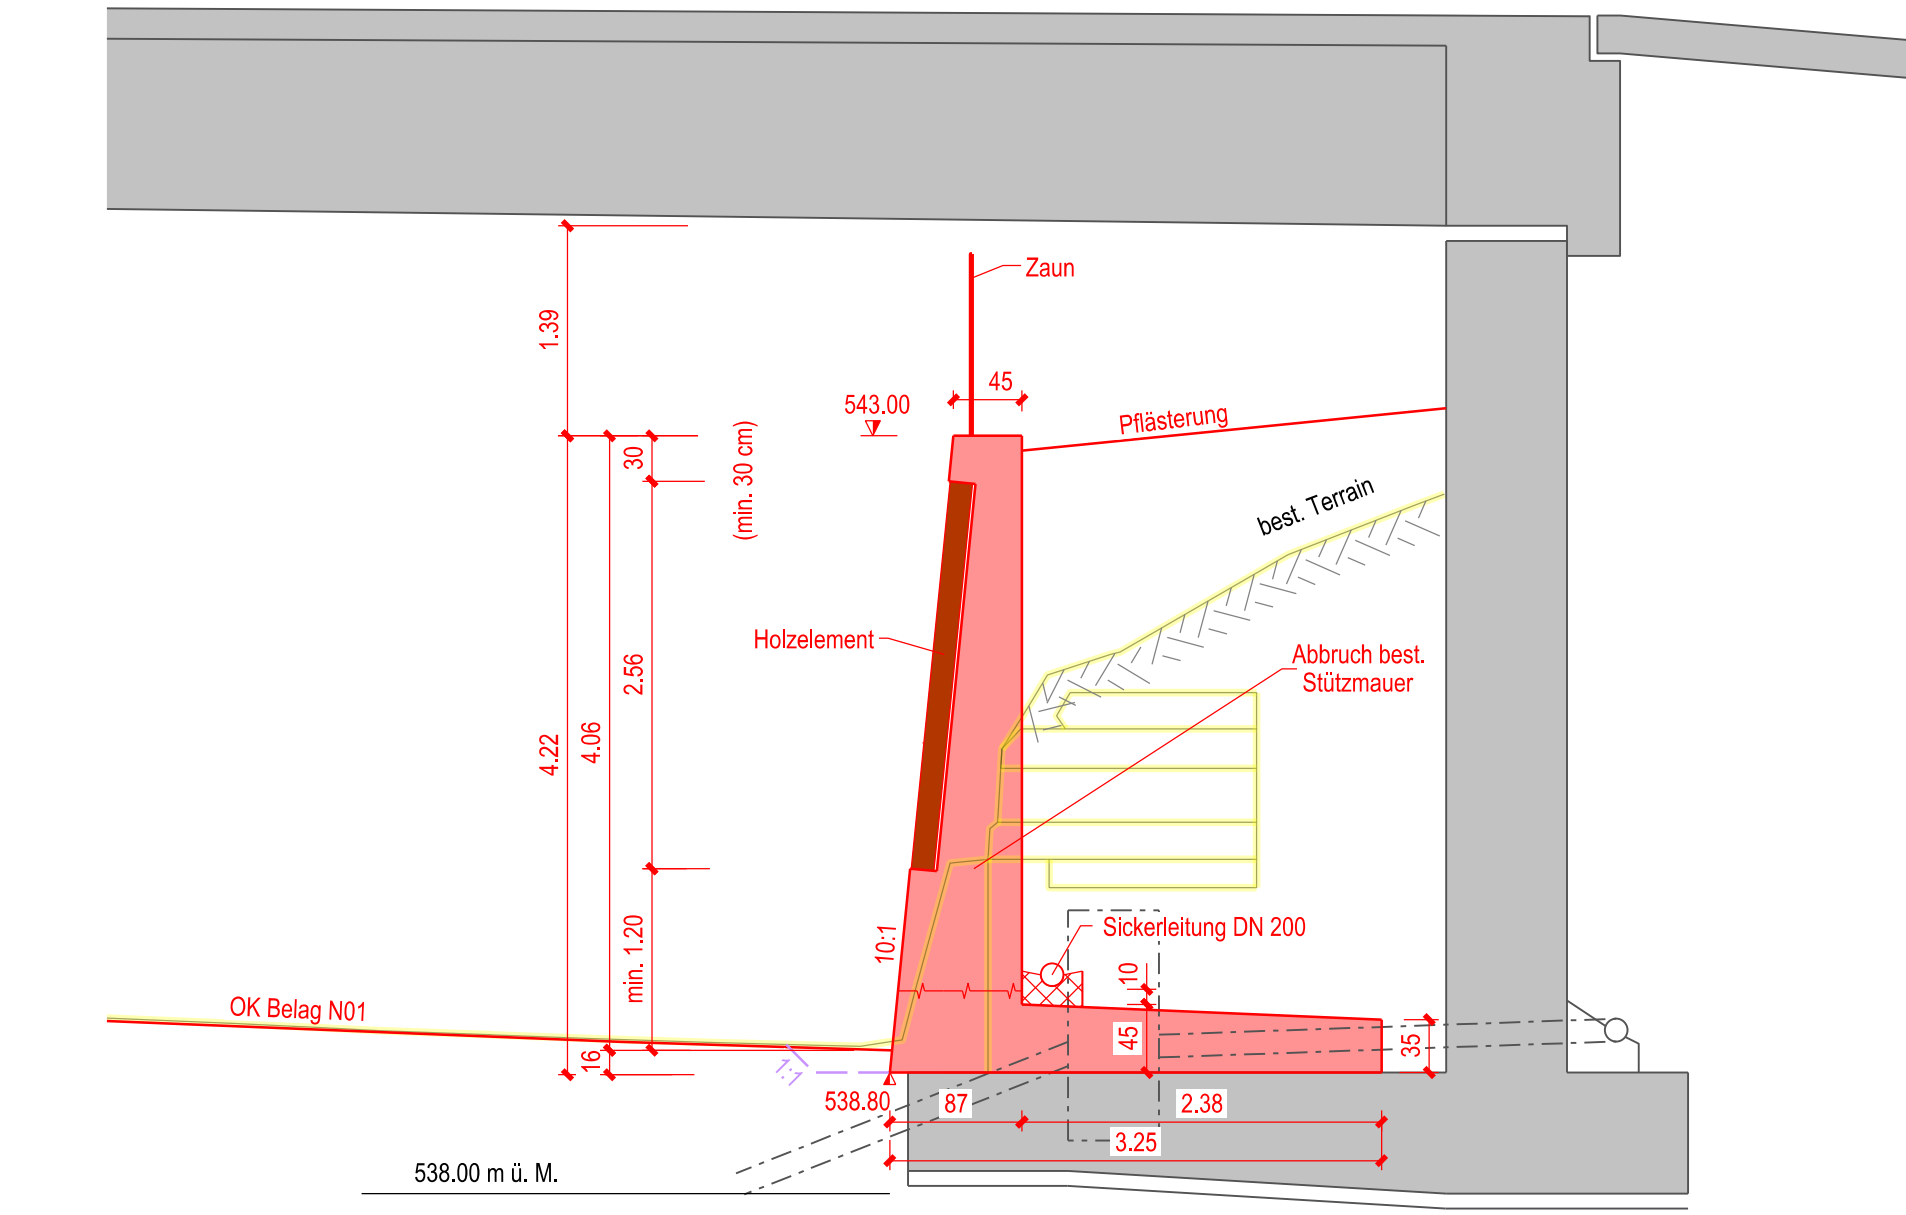 Zaun
1.39
45
543.00
Pflästerung
30
(min. 30 cm)
best. Terrain
Holzelement
Abbruch best.
Stützmauer
2.56
4.22
4.06
10:1
min. 1.20
Sickerleitung DN 200
10
OK Belag N01
45
35
16
1:1
538.80
87
2.38
3.25
538.00 m ü. M.